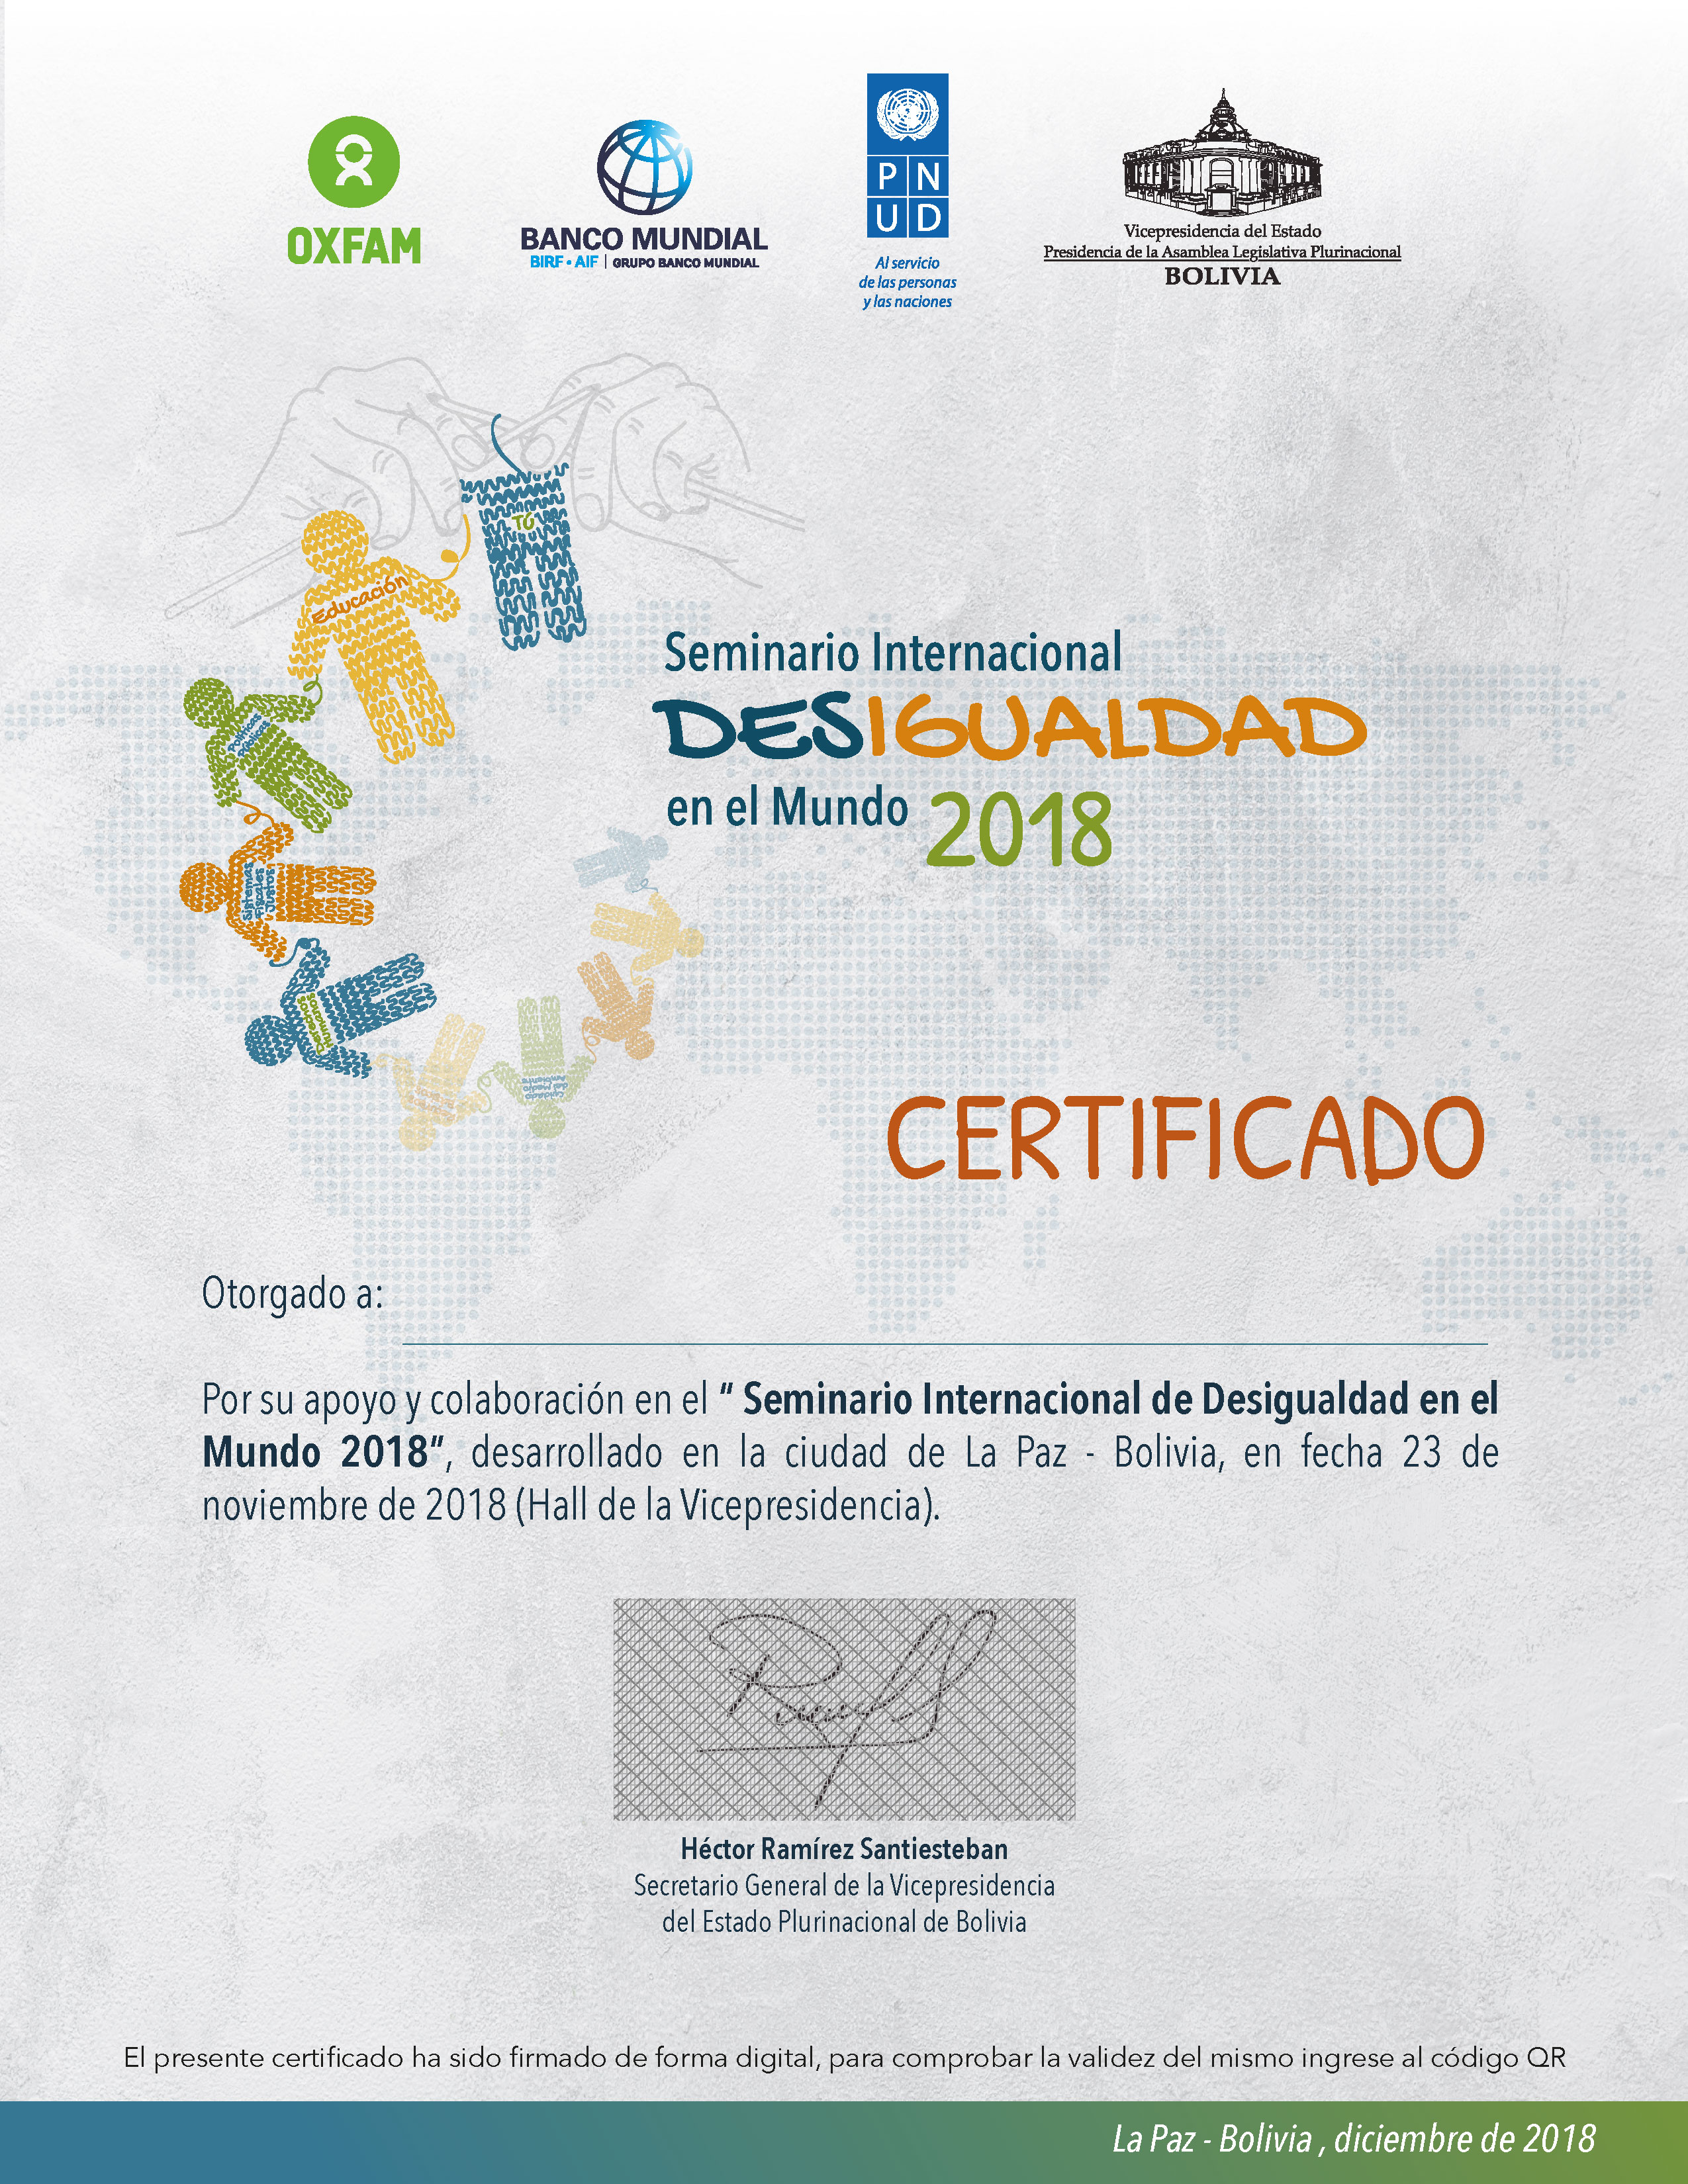 OXFAM
BANCO MUNDIAL
BIRF • AIF | GRUPO BANCO MUNDIAL
P N
U D
Al servicio
de las personas
y las naciones
Vicepresidencia del Estado
Presidencia de la Asamblea Legislativa Plurinacional
BOLIVIA
TÚ
Educación
Políticas
Públicas
Sistemas
Fiscales
Justos
Seminario Internacional
DESIGUALDAD
en el Mundo 2018
Cuidado
del Medio
Ambiente
CERTIFICADO
Otorgado a:
Por su apoyo y colaboración en el “ Seminario Internacional de Desigualdad en el
Mundo 2018”, desarrollado en la ciudad de La Paz - Bolivia, en fecha 23 de
noviembre de 2018 (Hall de la Vicepresidencia).
Héctor Ramírez Santiesteban
Secretario General de la Vicepresidencia
del Estado Plurinacional de Bolivia
El presente certificado ha sido firmado de forma digital, para comprobar la validez del mismo ingrese al código QR
La Paz - Bolivia , diciembre de 2018